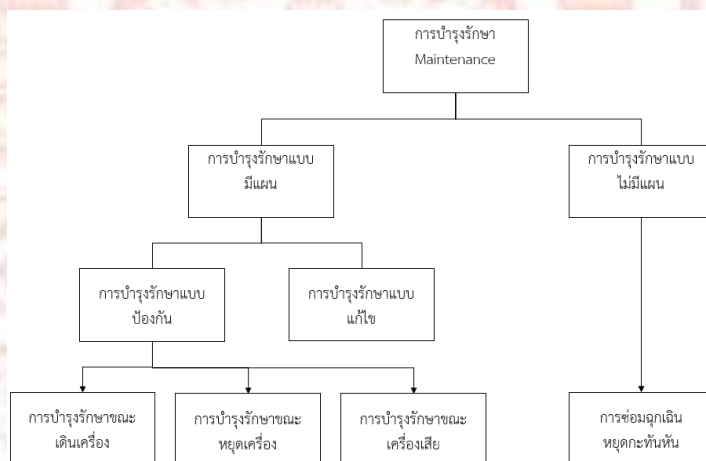 การบำรุงรักษา
Maintenance
การบำรุงรักษาแบบ
มีแผน
การบำรุงรักษาแบบ
ไม่มีแผน
การบำรุงรักษาแบบ
ป้องกัน
การบำรุงรักษาแบบ
แก้ไข
การบำรุงรักษาขณะ
เดินเครื่อง
การบำรุงรักษาขณะ
หยุดเครื่อง
การบำรุงรักษาขณะ
เครื่องเสีย
การซ่อมฉุกเฉิน
หยุดกะทันหัน